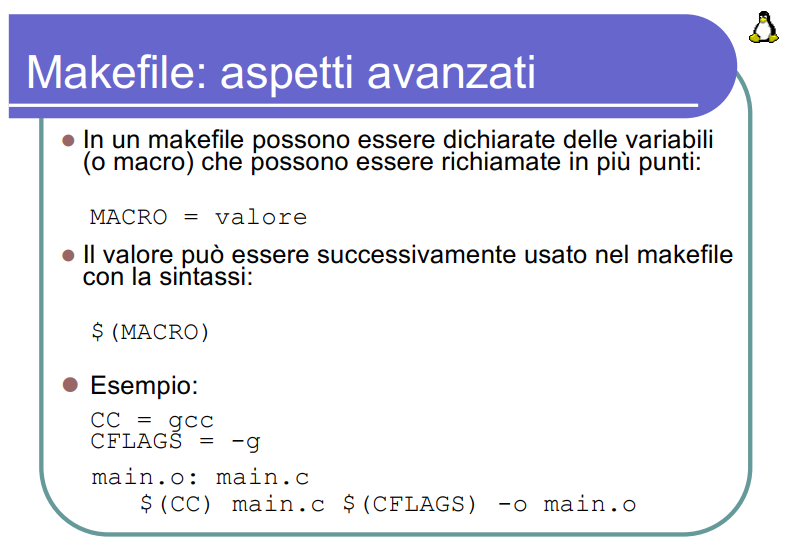 Makefile: aspetti avanzati
In un makefile possono essere dichiarate delle variabili
(o macro) che possono essere richiamate in più punti:
MACRO = valore
Il valore può essere successivamente usato nel makefile
con la sintassi:
$(MACRO)
Esempio:
CC = gcc
CFLAGS = -g
main.o: main.c
$(CC) main.c $(CFLAGS) -o main.o